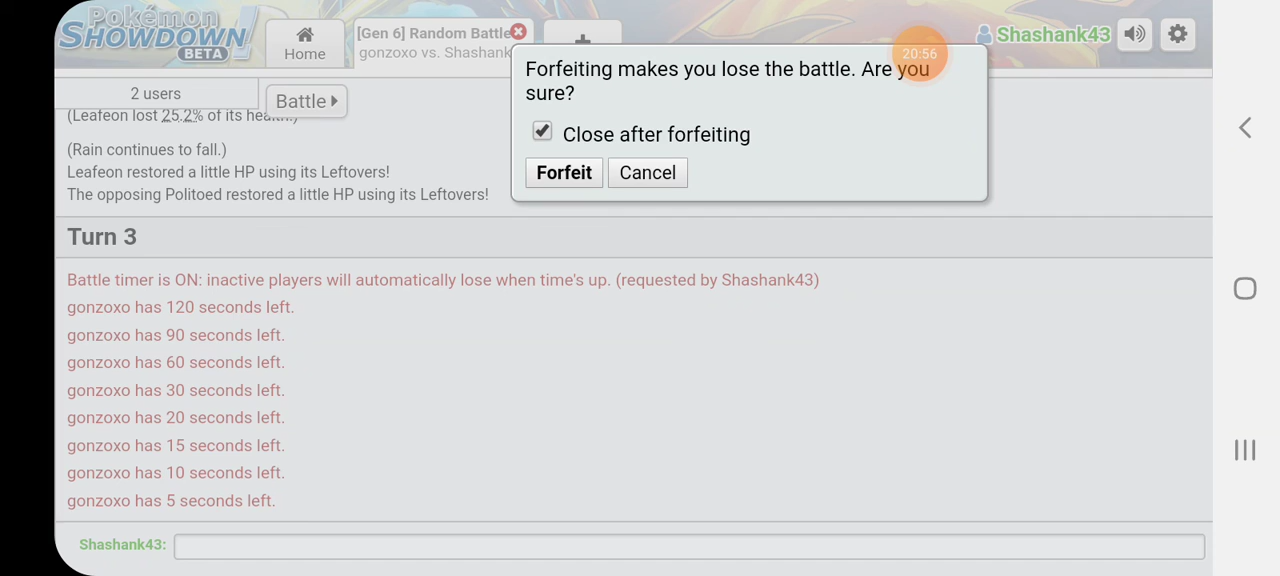 Pokémon
SHOWDOWN!
BETA
Home
[Gen 6] Random Battle
gonzoxo vs. Shashank
+
Shashank43
20:56
Forfeiting makes you lose the battle. Are you
sure?
Close after forfeiting
Forfeit Cancel
2 users
Battle
(Leafeon lost 25.2% of its health.)
(Rain continues to fall.)
Leafeon restored a little HP using its Leftovers!
The opposing Politoed restored a little HP using its Leftovers!
Turn 3
Battle timer is ON: inactive players will automatically lose when time's up. (requested by Shashank43)
gonzoxo has 120 seconds left.
gonzoxo has 90 seconds left.
gonzoxo has 60 seconds left.
gonzoxo has 30 seconds left.
gonzoxo has 20 seconds left.
gonzoxo has 15 seconds left.
gonzoxo has 10 seconds left.
gonzoxo has 5 seconds left.
Shashank43: